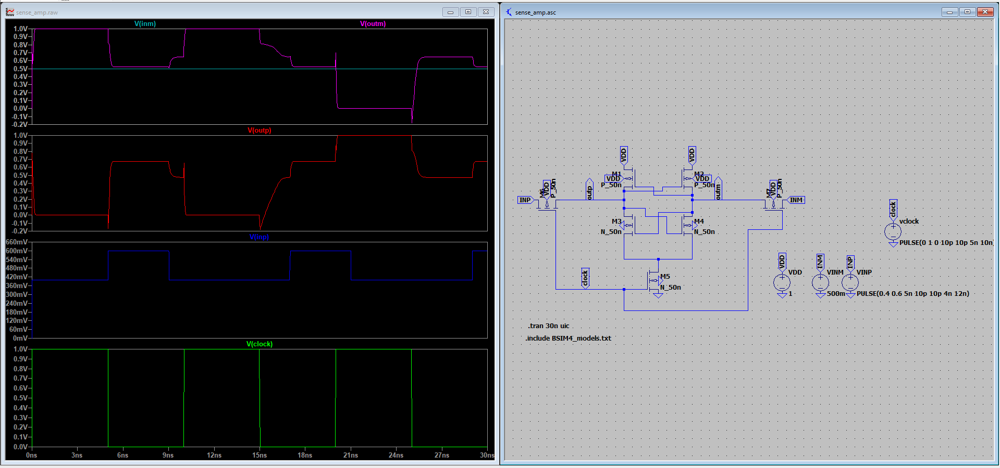 sense_amp.raw
V(inm)
V(outm)
1.0V
0.9V
0.8V
0.7V
0.6V
0.5V
0.4V
0.3V
0.2V
0.1V
0.0V
-0.1V
-0.2V
V(outp)
1.0V
0.9V
0.8V
0.7V
0.6V
0.5V
0.4V
0.3V
0.2V
0.1V
0.0V
-0.1V
-0.2V
V(inp)
660mV
600mV
540mV
480mV
420mV
360mV
300mV
240mV
180mV
120mV
60mV
0mV
V(clock)
1.0V
0.9V
0.8V
0.7V
0.6V
0.5V
0.4V
0.3V
0.2V
0.1V
0.0V
0ns
3ns
6ns
9ns
12ns
15ns
18ns
21ns
24ns
27ns
30ns
sense_amp.asc
VDD
VDD
M1
VDD
P_50n
M2
VDD
P_50n
INP
M6
VDD
P_50n
outp
outm
M7
VDD
P_50n
INM
M3
N_50n
M4
N_50n
clock
M5
N_50n
clock
vclock
PULSE(0 1 0 10p 10p 5n 10n)
VDD
VDD
1
INM
VINM
500m
INP
VINP
PULSE(0.4 0.6 5n 10p 10p 4n 12n)
.tran 30n uic
.include BSIM4_models.txt